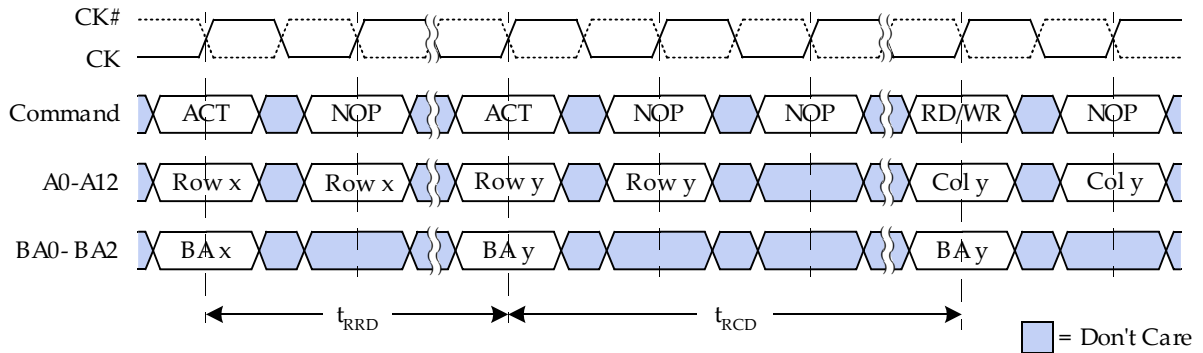 CK#
CK
Command ACT NOP ACT NOP NOP RD/WR NOP
A0-A12 Row x Row x Row y Row y Col y Col y
BA0- BA2 BA x BA y BA y
tRRD tRCD
= Don't Care